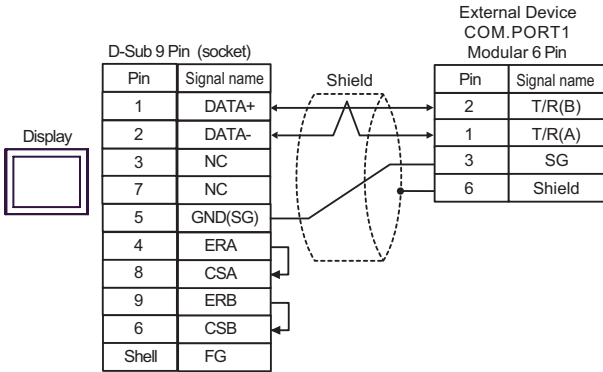 External Device
COM.PORT1
Modular 6 Pin
D-Sub 9 Pin (socket)
Pin Signal name
Shield
Pin Signal name
1 DATA+
2 T/R(B)
Display
2 DATA-
1 T/R(A)
3 NC
3 SG
7 NC
6 Shield
5 GND(SG)
4 ERA
8 CSA
9 ERB
6 CSB
Shell FG